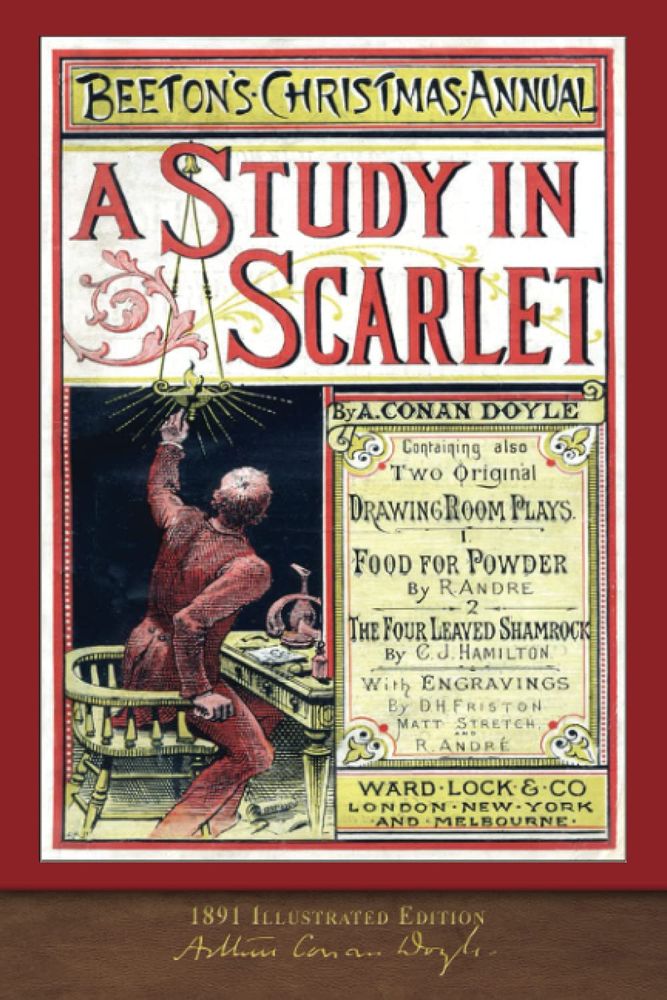 BEETON'S·CHRISTMAS·ANNUAL
A STUDY IN
SCARLET
By A. CONAN DOYLE
Containing also
Two Original
DRAWING ROOM PLAYS.
1.
FOOD FOR POWDER
By R. ANDRE
2
THE FOUR LEAVED SHAMROCK
By C. J. HAMILTON
With ENGRAVINGS
By D.H. FRISTON
MATT STRETCH,
AND
R. ANDRÉ
WARD·LOCK·&·CO
LONDON·NEW·YORK
AND·MELBOURNE·
1891 ILLUSTRATED EDITION
Arthur Conan Doyle.